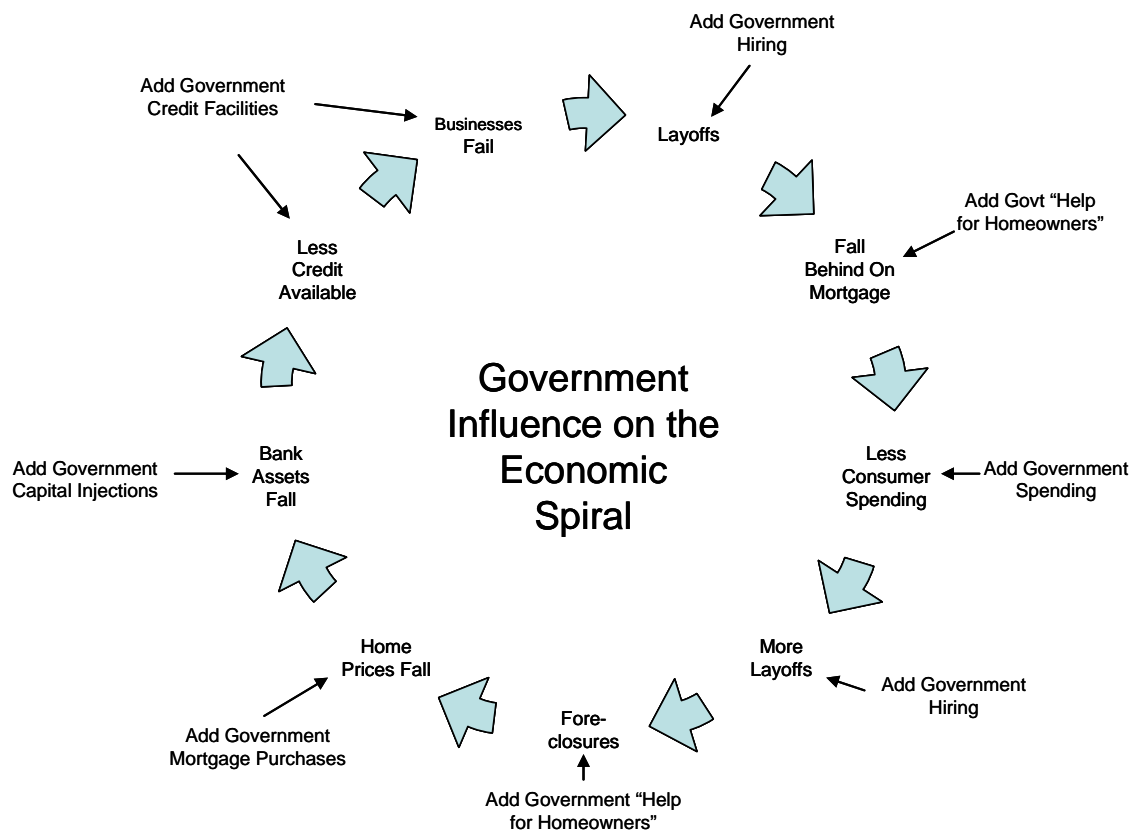 Add Government
Hiring
Add Government
Credit Facilities
Businesses
Fail
Layoffs
Add Govt “Help
for Homeowners”
Less
Credit
Available
Fall
Behind On
Mortgage
Government
Influence on the
Economic
Spiral
Add Government
Capital Injections
Bank
Assets
Fall
Less
Consumer
Spending
Add Government
Spending
Home
Prices Fall
More
Layoffs
Add Government
Hiring
Add Government
Mortgage Purchases
Fore-
closures
Add Government “Help
for Homeowners”